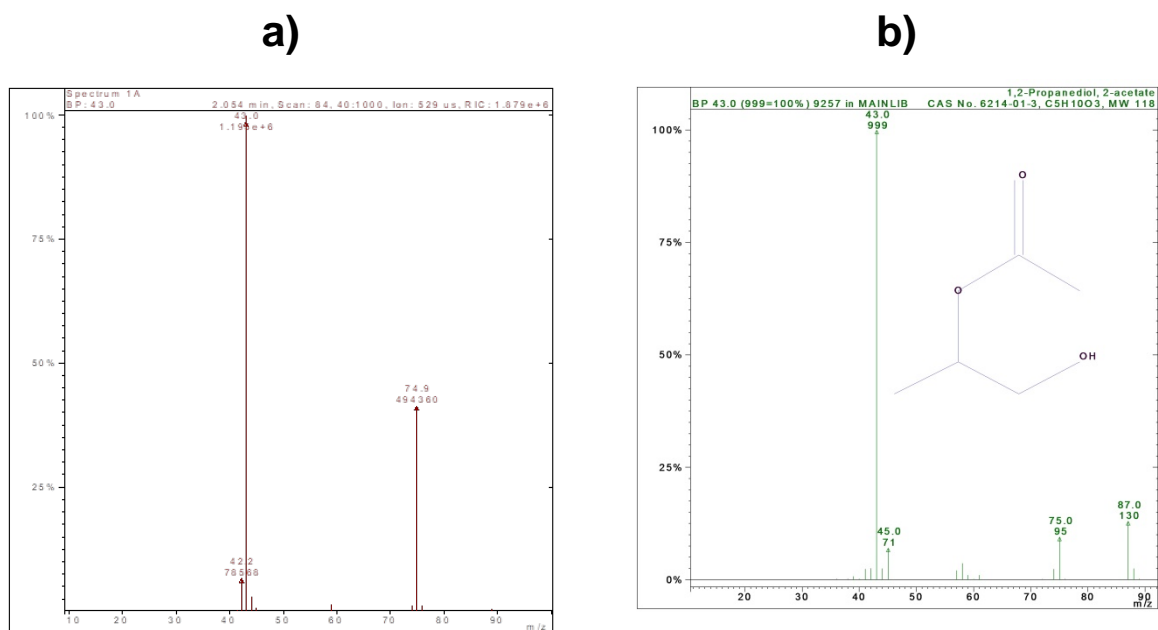 a)
b)
Spectrum 1A
BP: 43.0 2.054 min, Scan: 84, 40:1000, Ion: 529 us, RIC: 1.879e+6
100%
43.0
75%
50%
74.9
494360
25%
42.2
10 20 30 40 50 60 70 80 90
m/z
1,2-Propanediol, 2-acetate
BP 43.0 (999=100%) 9257 in MAINLIB CAS No. 6214-01-3, C5H10O3, MW 118
43.0
999
100%
O
75%
O
50%
OH
25%
87.0
130
75.0
95
45.0
71
0%
20 30 40 50 60 70 80 90
m/z